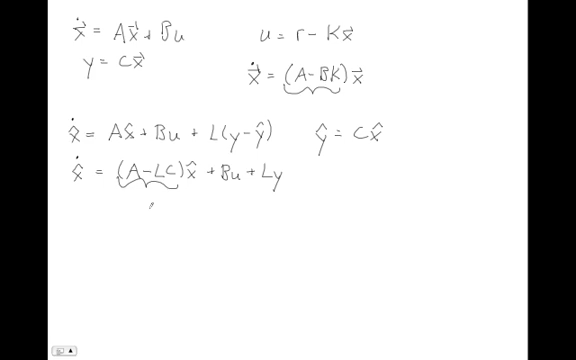 ẋ⃗ = Ax⃗ + Bu    u = r - Kx⃗
y = Cx⃗
ẋ⃗ = (A-BK)x⃗
x̂̇ = Ax̂ + Bu + L(y-ŷ)    ŷ = Cx̂
x̂̇ = (A-LC)x̂ + Bu + Ly